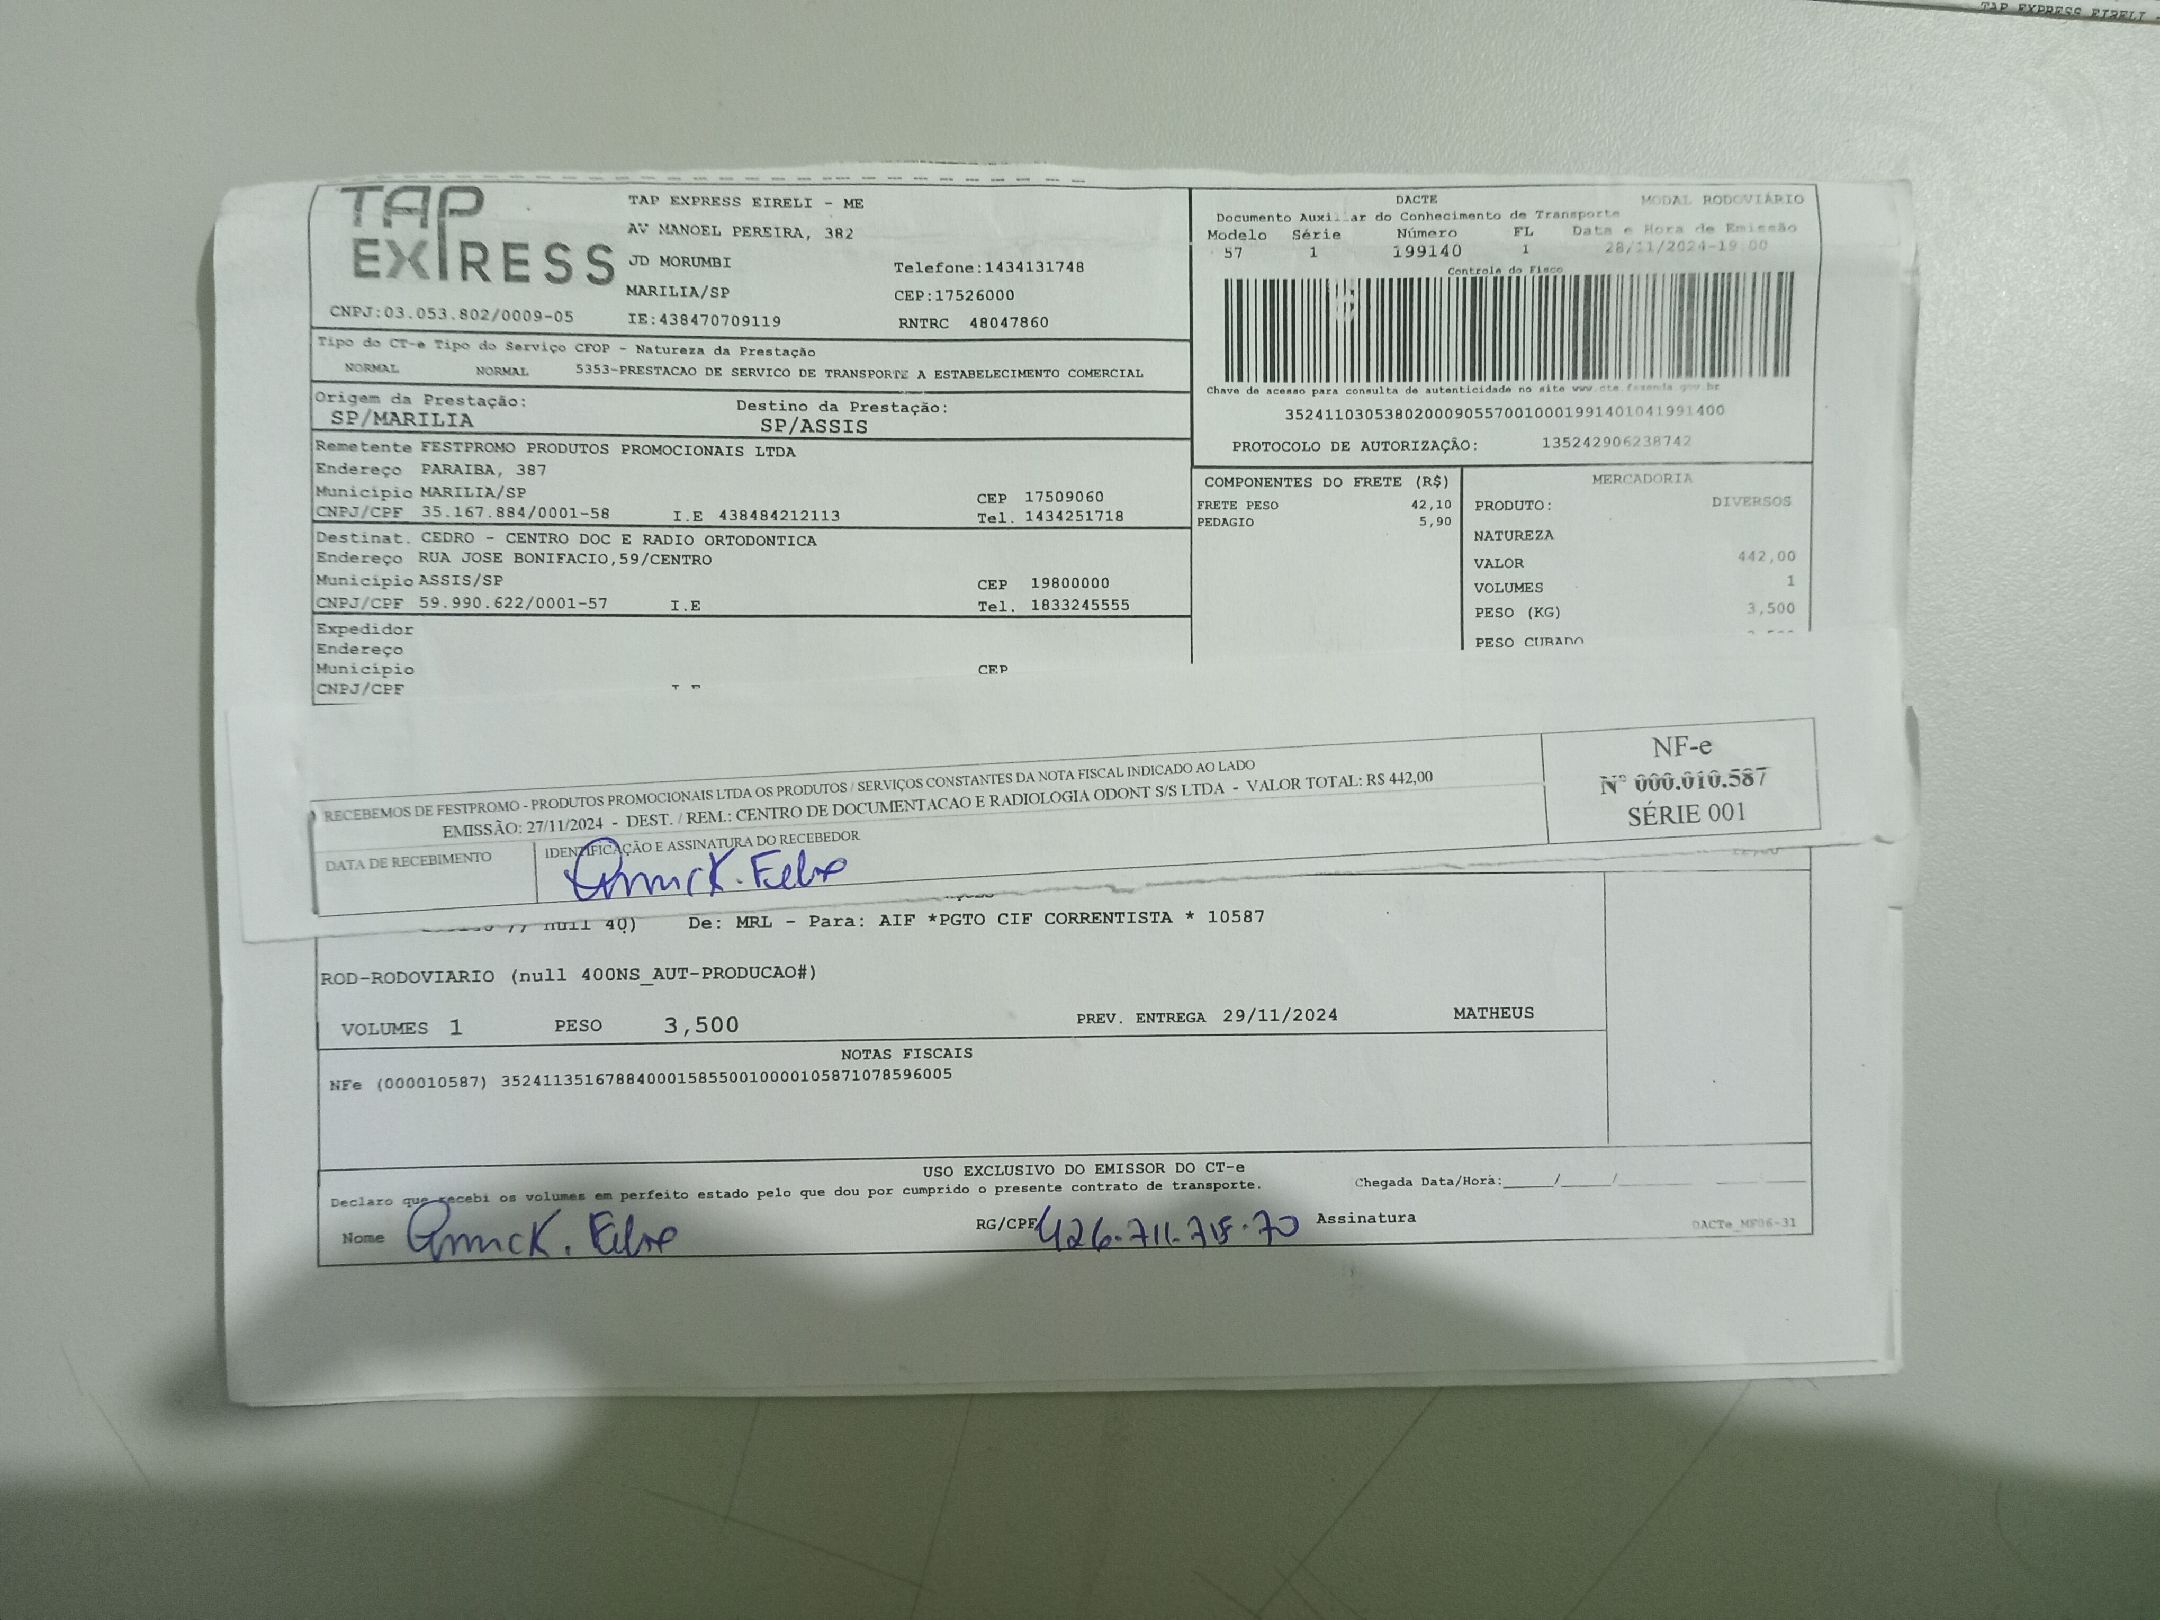 TAP EXPRESS EIRELI -
TAP
EXPRESS
TAP EXPRESS EIRELI - ME
AV MANOEL PEREIRA, 382
JD MORUMBI
Telefone:1434131748
MARILIA/SP
CEP:17526000
CNPJ:03.053.802/0009-05
IE:438470709119
RNTRC 48047860
DACTE
MODAL RODOVIÁRIO
Documento Auxiliar do Conhecimento de Transporte
Modelo Série Número FL Data e Hora de Emissão
57 1 199140 1 28/11/2024-19:00
Controle do Fisco
Chave de acesso para consulta de autenticidade no site www.cte.fazenda.gov.br
35241103053802000905570010001991401041991400
PROTOCOLO DE AUTORIZAÇÃO: 135242906238742
Tipo do CT-e Tipo do Serviço CFOP - Natureza da Prestação
NORMAL NORMAL 5353-PRESTACAO DE SERVICO DE TRANSPORTE A ESTABELECIMENTO COMERCIAL
Origem da Prestação: Destino da Prestação:
SP/MARILIA SP/ASSIS
Remetente FESTPROMO PRODUTOS PROMOCIONAIS LTDA
Endereço PARAIBA, 387
Município MARILIA/SP CEP 17509060
CNPJ/CPF 35.167.884/0001-58 I.E 438484212113 Tel. 1434251718
Destinat. CEDRO - CENTRO DOC E RADIO ORTODONTICA
Endereço RUA JOSE BONIFACIO,59/CENTRO
Município ASSIS/SP CEP 19800000
CNPJ/CPF 59.990.622/0001-57 I.E Tel. 1833245555
Expedidor
Endereço
Município CEP
CNPJ/CPF
COMPONENTES DO FRETE (R$)
FRETE PESO 42,10
PEDAGIO 5,90
MERCADORIA
PRODUTO: DIVERSOS
NATUREZA
VALOR 442,00
VOLUMES 1
PESO (KG) 3,500
PESO CUBADO
RECEBEMOS DE FESTPROMO - PRODUTOS PROMOCIONAIS LTDA OS PRODUTOS / SERVIÇOS CONSTANTES DA NOTA FISCAL INDICADO AO LADO
EMISSÃO: 27/11/2024 - DEST. / REM.: CENTRO DE DOCUMENTACAO E RADIOLOGIA ODONT S/S LTDA - VALOR TOTAL: R$ 442,00
DATA DE RECEBIMENTO
IDENTIFICAÇÃO E ASSINATURA DO RECEBEDOR
NF-e
Nº 000.010.587
SÉRIE 001
null 40) De: MRL - Para: AIF *PGTO CIF CORRENTISTA * 10587
ROD-RODOVIARIO (null 400NS_AUT-PRODUCAO#)
VOLUMES 1 PESO 3,500 PREV. ENTREGA 29/11/2024 MATHEUS
NOTAS FISCAIS
NFe (000010587) 35241135167884000158550010000105871078596005
USO EXCLUSIVO DO EMISSOR DO CT-e
Declaro que recebi os volumes em perfeito estado pelo que dou por cumprido o presente contrato de transporte. Chegada Data/Hora:____/____/
Nome RG/CPF 426.711.718-70 Assinatura
DACTe_MF06-31